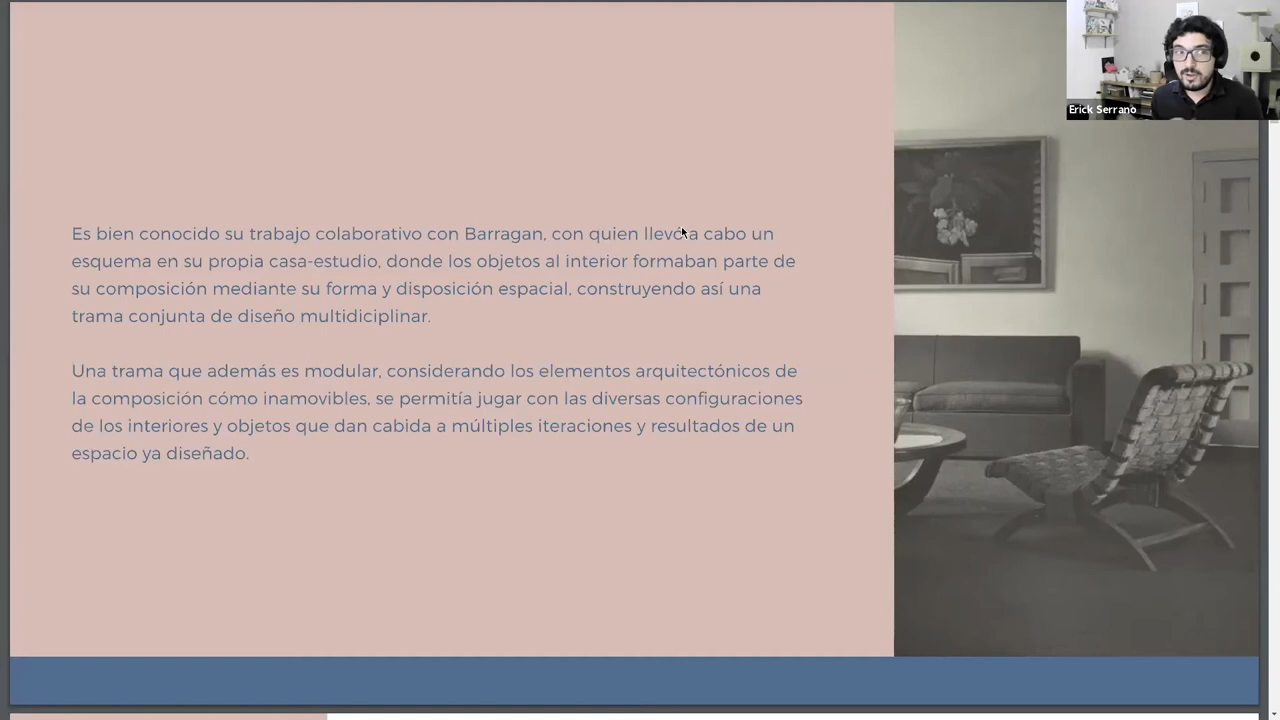 Erick Serrano
Es bien conocido su trabajo colaborativo con Barragan, con quien llevó a cabo un
esquema en su propia casa-estudio, donde los objetos al interior formaban parte de
su composición mediante su forma y disposición espacial, construyendo así una
trama conjunta de diseño multidiciplinar.
Una trama que además es modular, considerando los elementos arquitectónicos de
la composición cómo inamovibles, se permitía jugar con las diversas configuraciones
de los interiores y objetos que dan cabida a múltiples iteraciones y resultados de un
espacio ya diseñado.